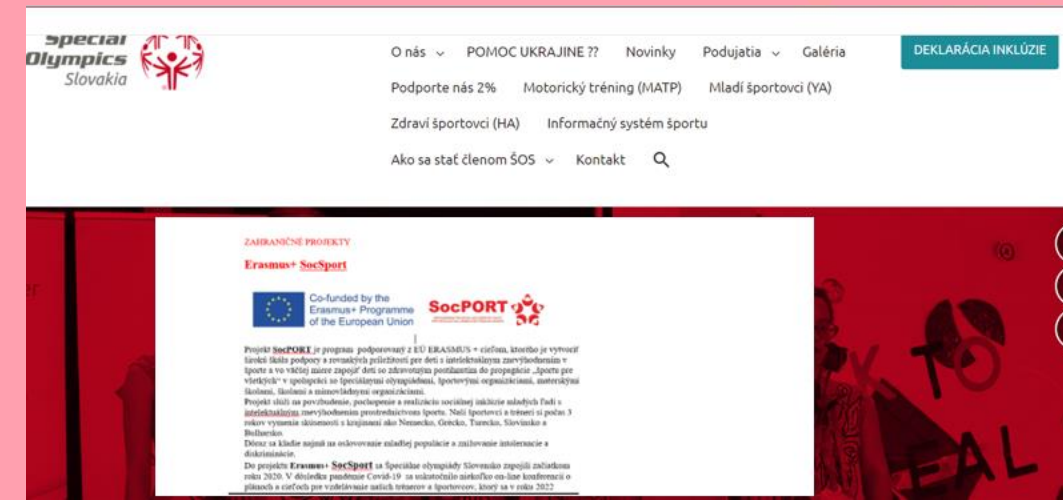 Special
Olympics
Slovakia
O nás
POMOC UKRAJINE ??
Novinky
Podujatia
Galéria
DEKLARÁCIA INKLÚZIE
Podporte nás 2%
Motorický tréning (MATP)
Mladí športovci (YA)
Zdraví športovci (HA)
Informačný systém športu
Ako sa stať členom ŠOS
Kontakt
ZAHRANIČNÉ PROJEKTY
Erasmus+ SocSport
Co-funded by the
Erasmus+ Programme
of the European Union
SocPORT
Projekt SocPORT je program podporovaný z EÚ ERASMUS + cieľom, ktorého je vytvoriť
širokú škálu podpory a rovnakých príležitostí pre deti s intelektuálnym znevýhodnením v
športe a vo väčšej miere zapojiť deti so zdravotným postihnutím do propagácie „športu pre
všetkých“ v spolupráci so špeciálnymi olympiádami, športovými organizáciami, materskými
školami, školami a mimovládnymi organizáciami.
Projekt slúži na povzbudenie, pochopenie a realizáciu sociálnej inklúzie mladých ľudí s
intelektuálnym znevýhodnením prostredníctvom športu. Naši športovci a tréneri si počas 3
rokov vymenia skúsenosti s krajinami ako Nemecko, Grécko, Turecko, Slovinsko a
Bulharsko.
Dôraz sa kladie najmä na oslovovanie mladšej populácie a znižovanie intolerancie a
diskriminácie.
Do projektu Erasmus+ SocSport sa Špeciálne olympiády Slovensko zapojili začiatkom
roku 2020. V dôsledku pandémie Covid-19 sa uskutočnilo niekoľko on-line konferencií o
plánoch a cieľoch pre vzdelávanie našich trénerov a športovcov, ktorý sa v roku 2022